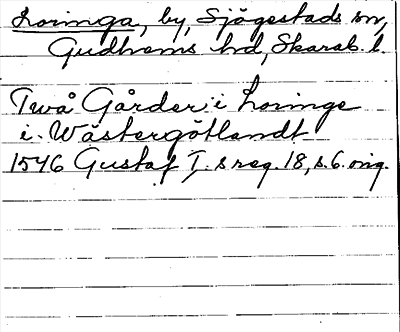 Loringa, by, Sjögestads sn,
Gudhems hd, Skarab. l.
Twå Gårder i Loringe
i Wästergötlandt
1546 Gustaf I:s reg. 18, s. 6. orig.